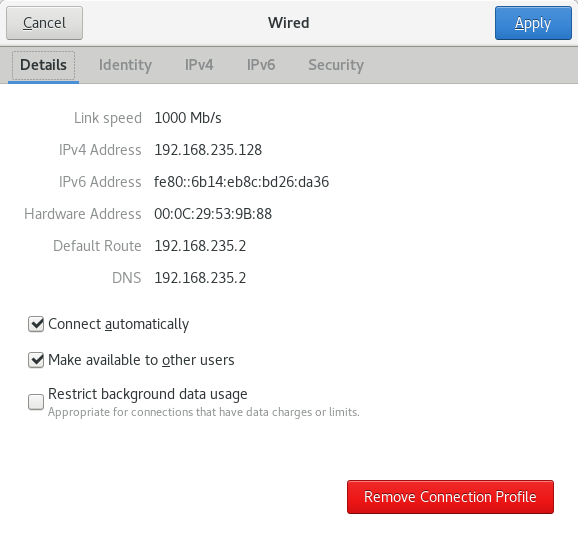 Cancel
Wired
Apply
Details
Identity
IPv4
IPv6
Security
Link speed 1000 Mb/s
IPv4 Address 192.168.235.128
IPv6 Address fe80::6b14:eb8c:bd26:da36
Hardware Address 00:0C:29:53:9B:88
Default Route 192.168.235.2
DNS 192.168.235.2
Connect automatically
Make available to other users
Restrict background data usage
Appropriate for connections that have data charges or limits.
Remove Connection Profile